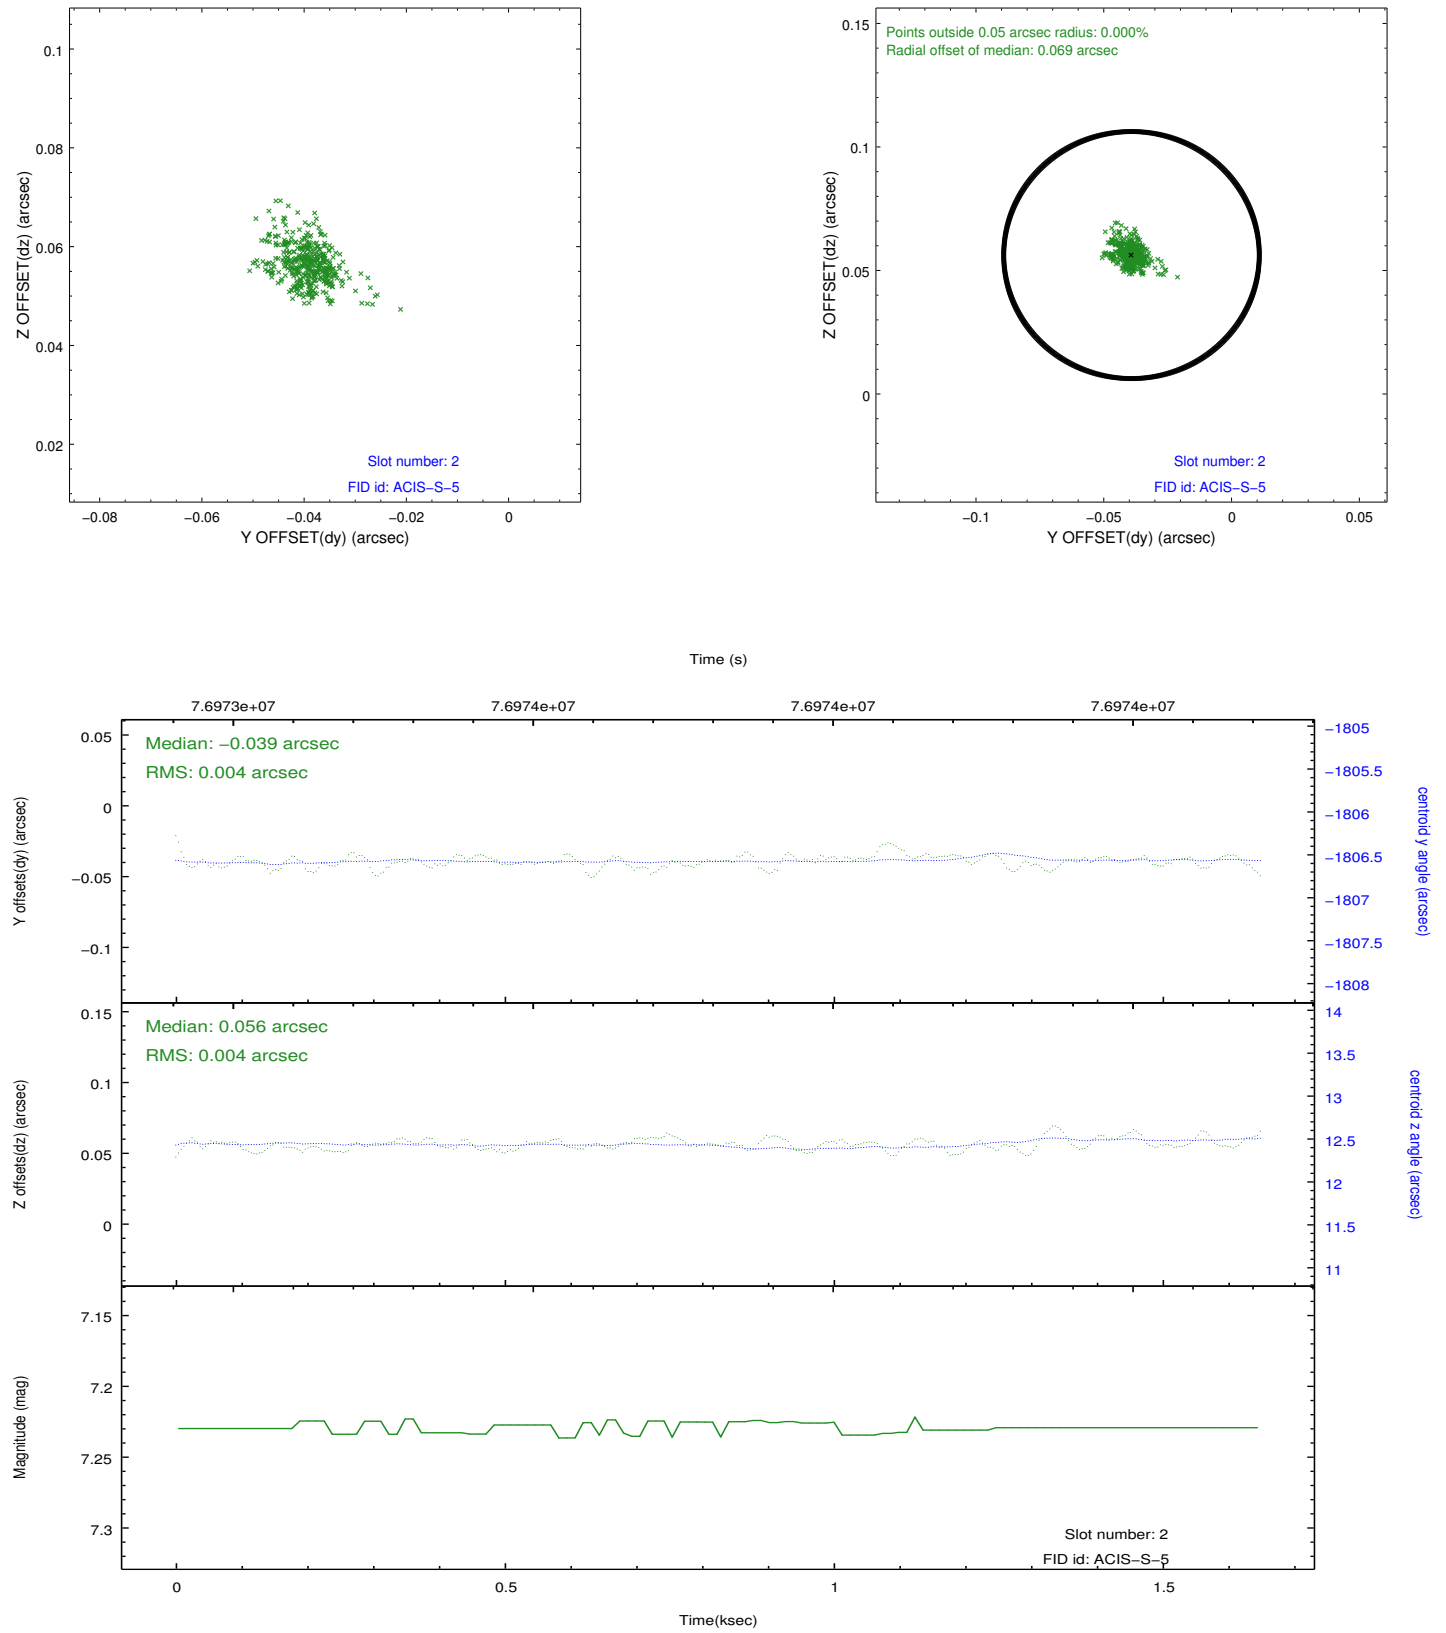 0.1
0.08
0.06
0.04
0.02
Z OFFSET(dz) (arcsec)
Slot number: 2
FID id: ACIS−S−5
−0.08
−0.06
−0.04
−0.02
0
Y OFFSET(dy) (arcsec)
Points outside 0.05 arcsec radius: 0.000%
Radial offset of median: 0.069 arcsec
0.15
0.1
0.05
0
Z OFFSET(dz) (arcsec)
Slot number: 2
FID id: ACIS−S−5
−0.1
−0.05
0
0.05
Y OFFSET(dy) (arcsec)
Time (s)
7.6973e+07
7.6974e+07
7.6974e+07
7.6974e+07
Median: −0.039 arcsec
RMS: 0.004 arcsec
0.05
0
−0.05
−0.1
Y offsets(dy) (arcsec)
−1805
−1805.5
−1806
−1806.5
−1807
−1807.5
−1808
centroid y angle (arcsec)
Median: 0.056 arcsec
RMS: 0.004 arcsec
0.15
0.1
0.05
0
Z offsets(dz) (arcsec)
14
13.5
13
12.5
12
11.5
11
centroid z angle (arcsec)
7.15
7.2
7.25
7.3
Magnitude (mag)
Slot number: 2
FID id: ACIS−S−5
0
0.5
1
1.5
Time(ksec)